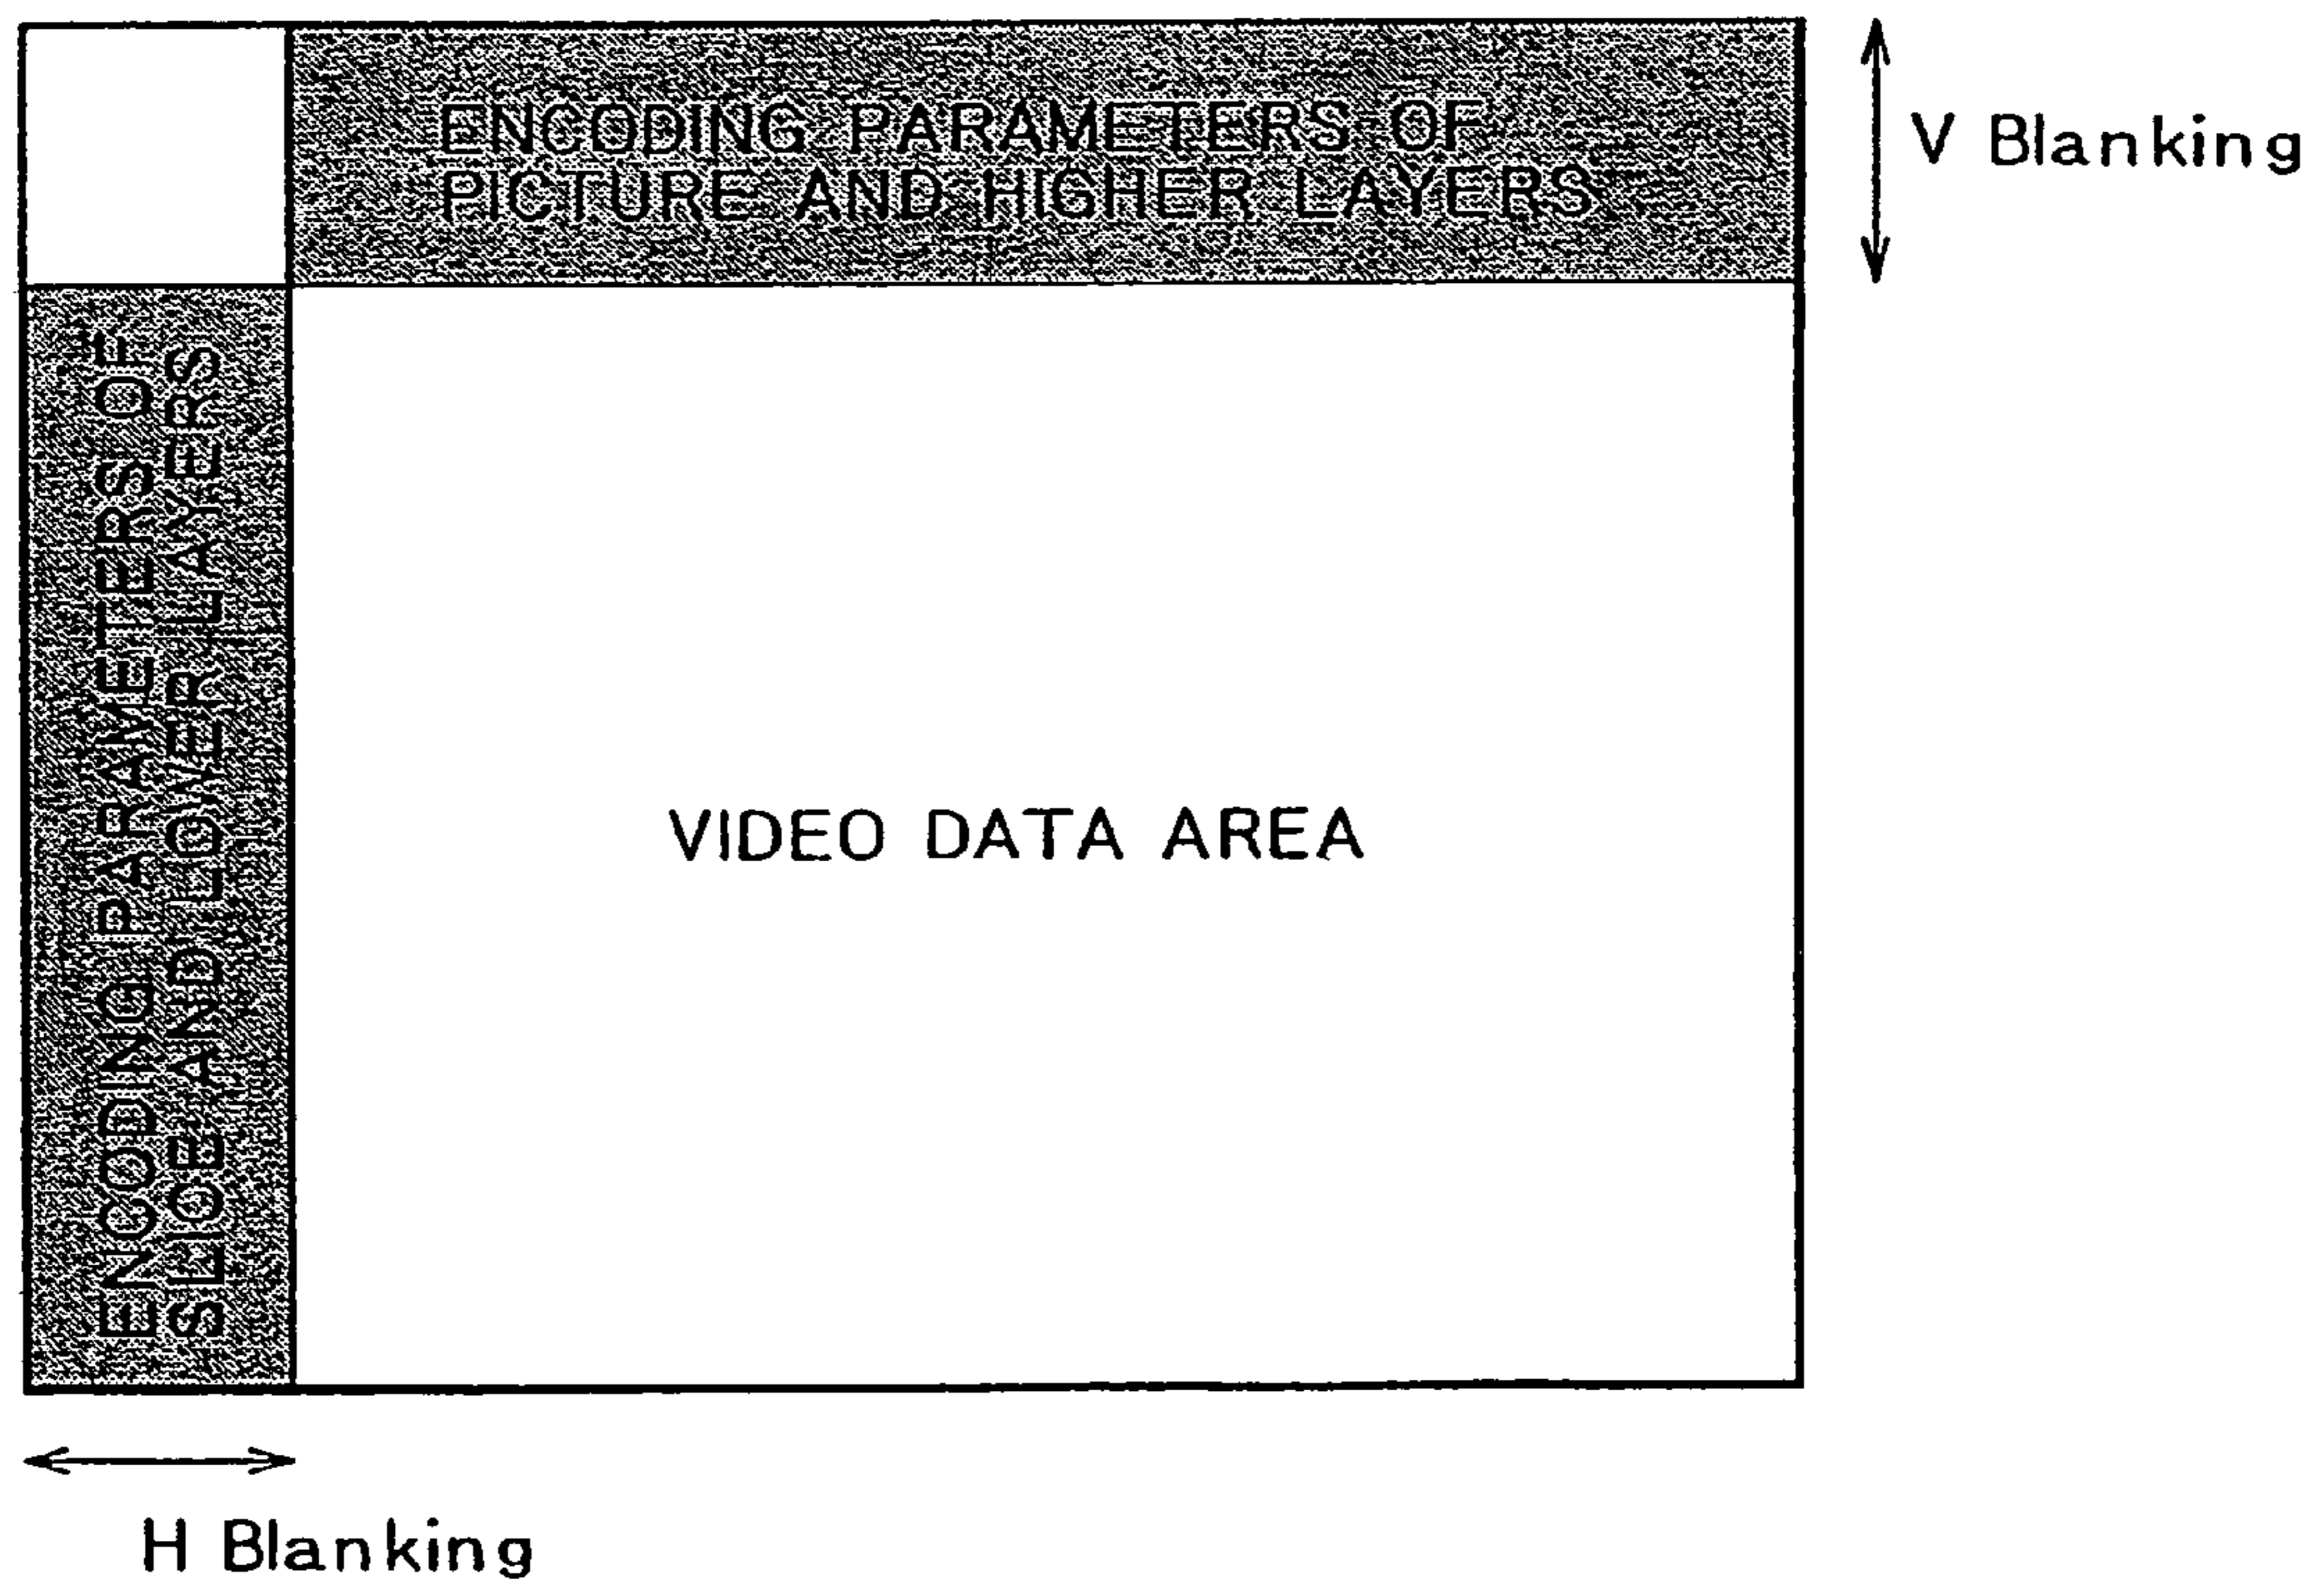 ENCODING PARAMETERS OF
PICTURE AND HIGHER LAYERS
V Blanking
ENCODING PARAMETERS OF
SLICE AND LOWER LAYERS
VIDEO DATA AREA
H Blanking